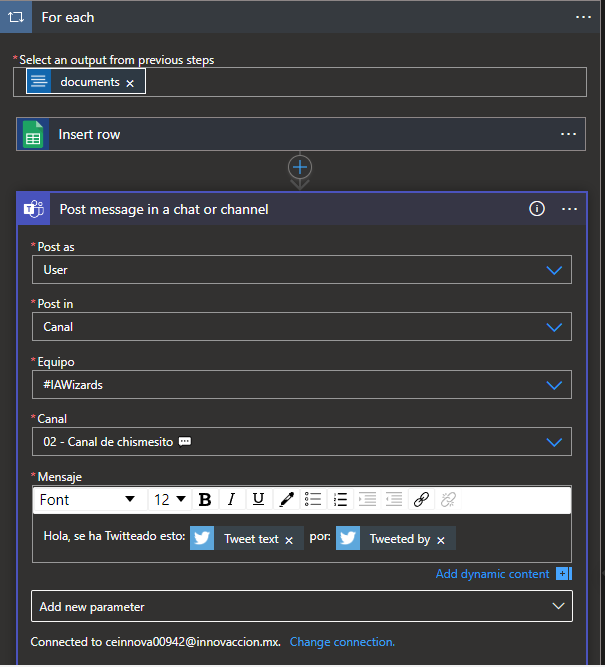 For each
*Select an output from previous steps
documents ×
Insert row
Post message in a chat or channel
*Post as
User
*Post in
Canal
*Equipo
#IAWizards
*Canal
02 - Canal de chismesito 💬
*Mensaje
Font 12 B I U
Hola, se ha Twitteado esto: Tweet text × por: Tweeted by ×
Add dynamic content
Add new parameter
Connected to ceinnova00942@innovaccion.mx. Change connection.